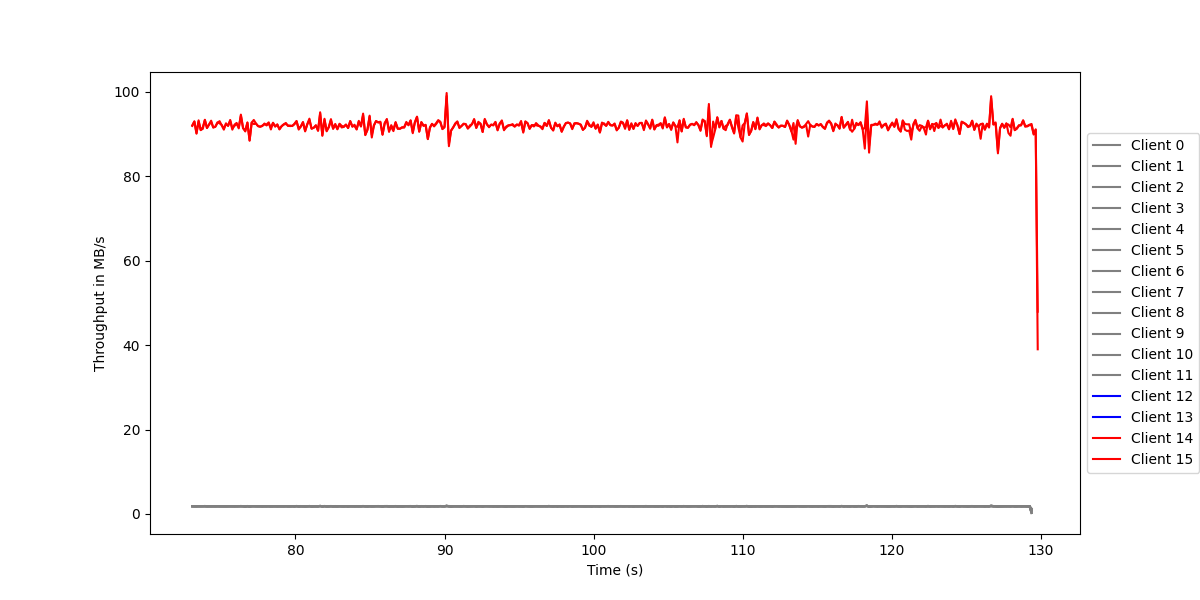 100
80
60
40
20
0
Throughput in MB/s
80 90 100 110 120 130
Time (s)
Client 0
Client 1
Client 2
Client 3
Client 4
Client 5
Client 6
Client 7
Client 8
Client 9
Client 10
Client 11
Client 12
Client 13
Client 14
Client 15